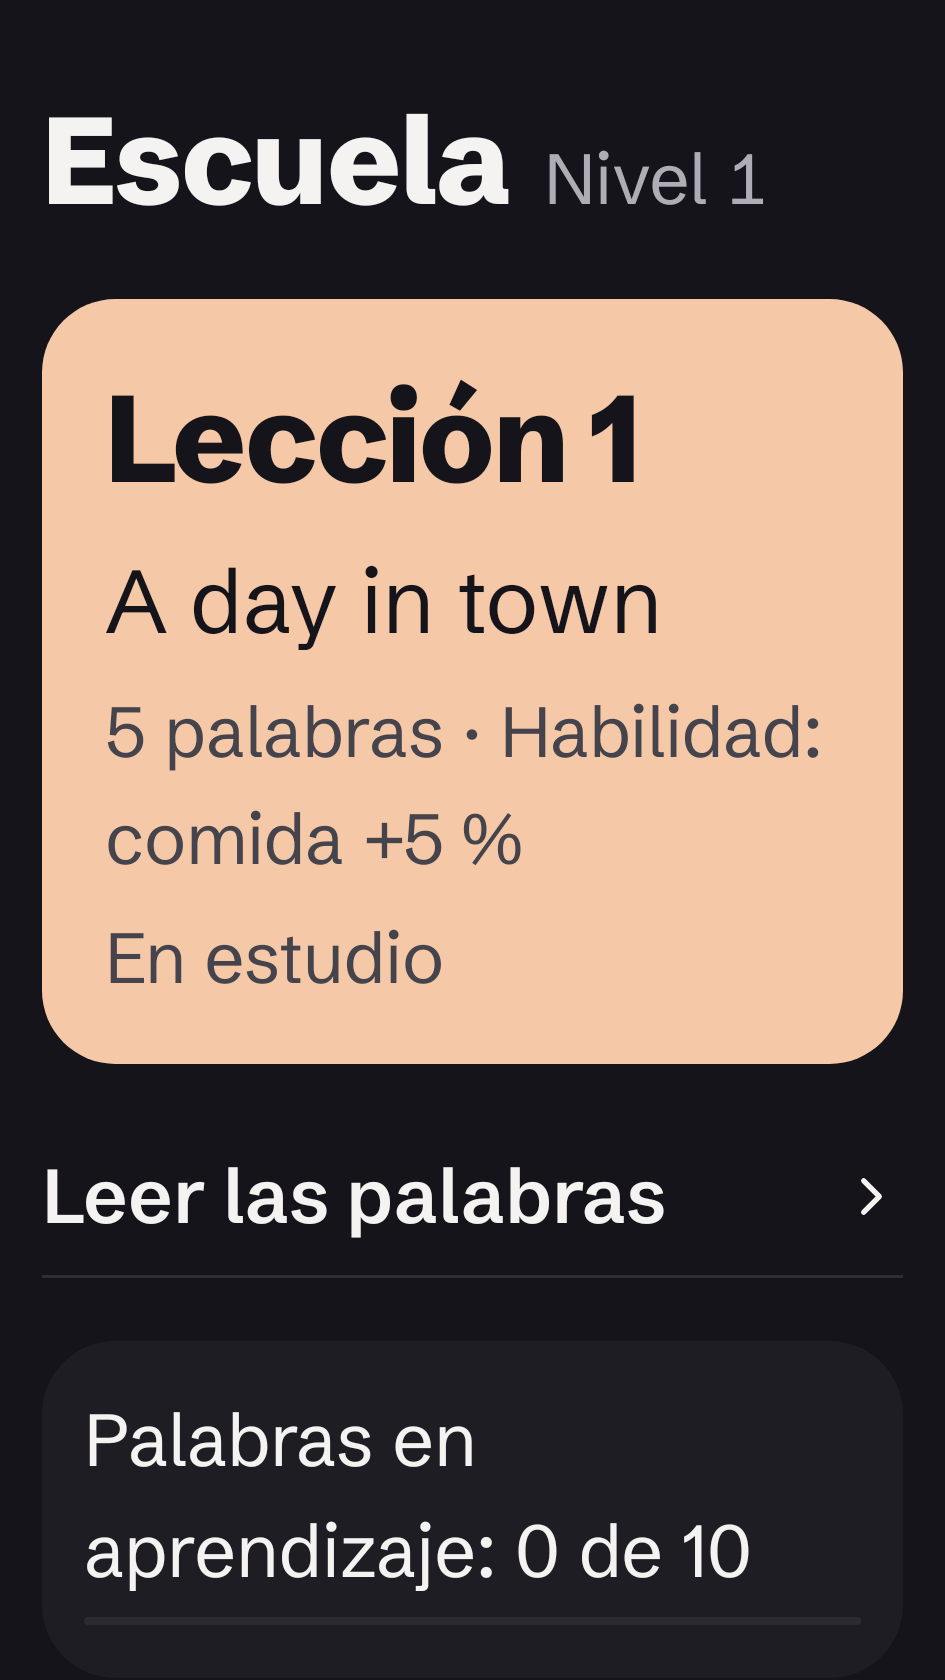 Escuela Nivel 1
Lección 1
A day in town
5 palabras · Habilidad:
comida +5 %
En estudio
Leer las palabras
Palabras en
aprendizaje: 0 de 10